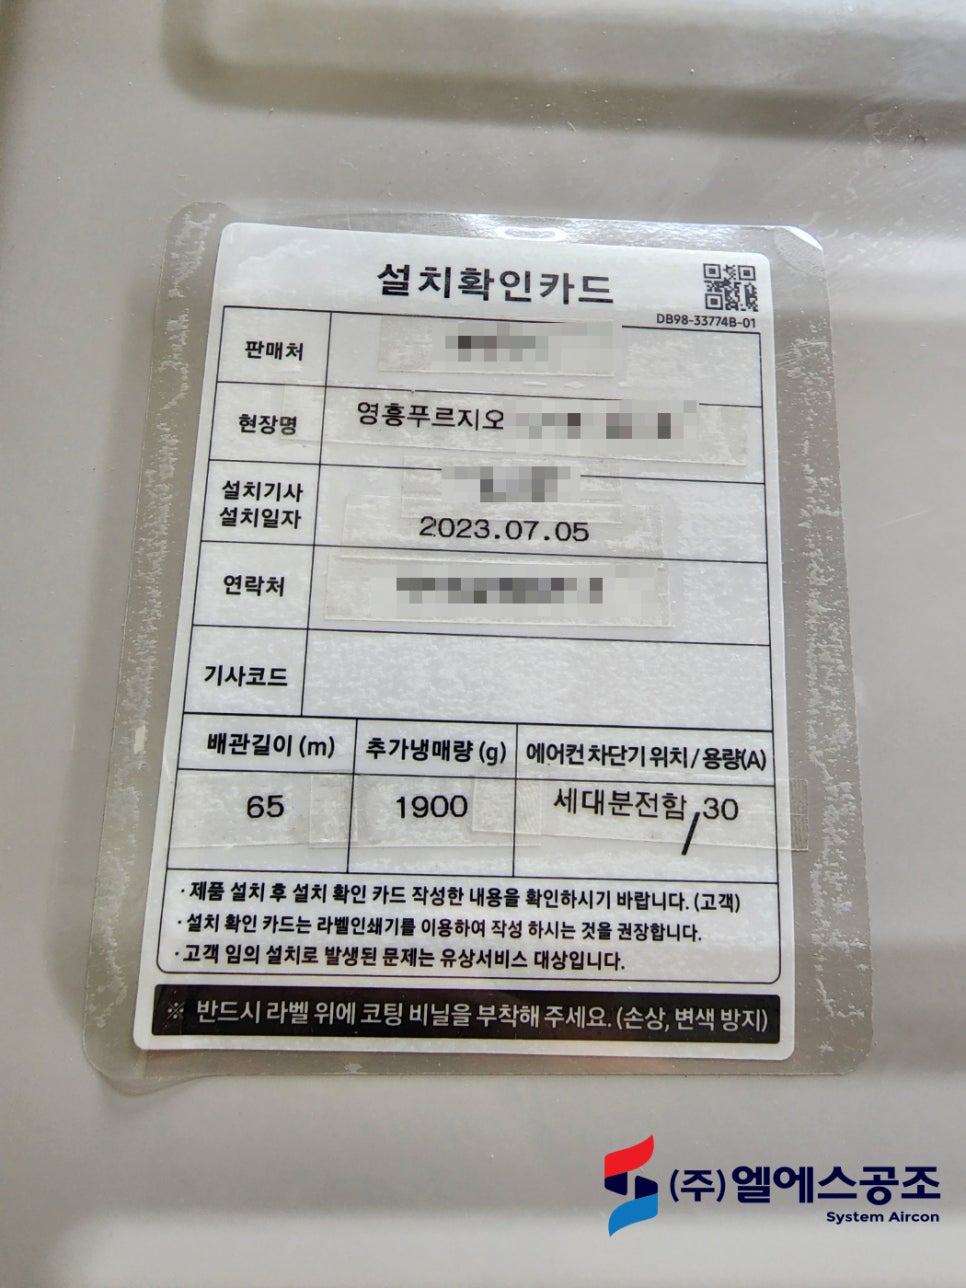 설치확인카드
DB98-33774B-01
판매처
현장명 영흥푸르지오
설치기사
설치일자 2023.07.05
연락처
기사코드
배관길이 (m) 추가냉매량 (g) 에어컨 차단기 위치 / 용량(A)
65 1900 세대분전함 / 30
· 제품 설치 후 설치 확인 카드 작성한 내용을 확인하시기 바랍니다. (고객)
· 설치 확인 카드는 라벨인쇄기를 이용하여 작성 하시는 것을 권장합니다.
· 고객 임의 설치로 발생된 문제는 유상서비스 대상입니다.
※ 반드시 라벨 위에 코팅 비닐을 부착해 주세요. (손상, 변색 방지)
(주) 엘에스공조
System Aircon